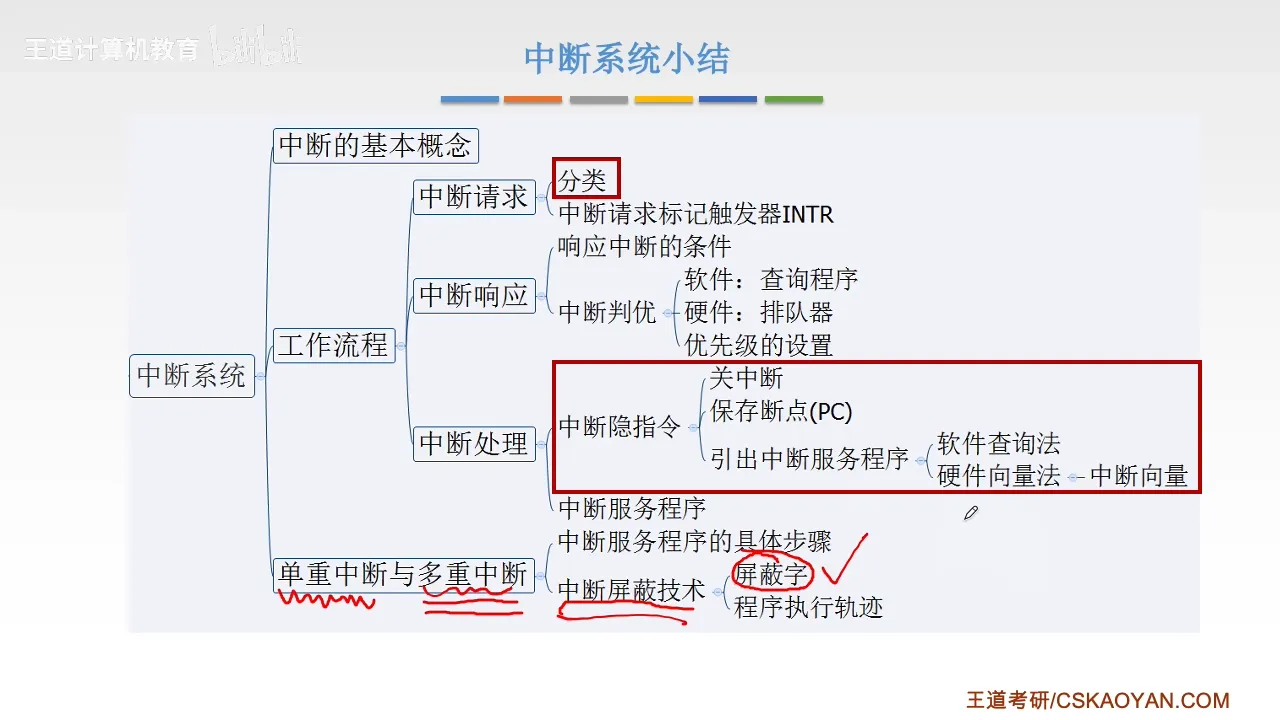 王道计算机教育 bilibili
中断系统小结
中断的基本概念
分类
中断请求
中断请求标记触发器INTR
响应中断的条件
软件：查询程序
中断响应
中断判优
硬件：排队器
优先级的设置
工作流程
中断系统
关中断
保存断点(PC)
中断隐指令
中断处理
引出中断服务程序
软件查询法
硬件向量法
中断向量
中断服务程序
中断服务程序的具体步骤
单重中断与多重中断
屏蔽字
中断屏蔽技术
程序执行轨迹
王道考研/CSKAOYAN.COM